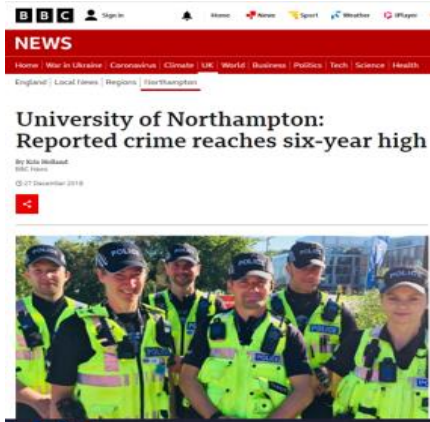 BBC Sign in Home News Sport Weather iPlayer
NEWS
Home War in Ukraine Coronavirus Climate UK World Business Politics Tech Science Health
England Local News Regions Northampton
University of Northampton:
Reported crime reaches six-year high
By Kris Holland
BBC News
27 December 2018
POLICE
POLICE
POLICE
POLICE
POLICE